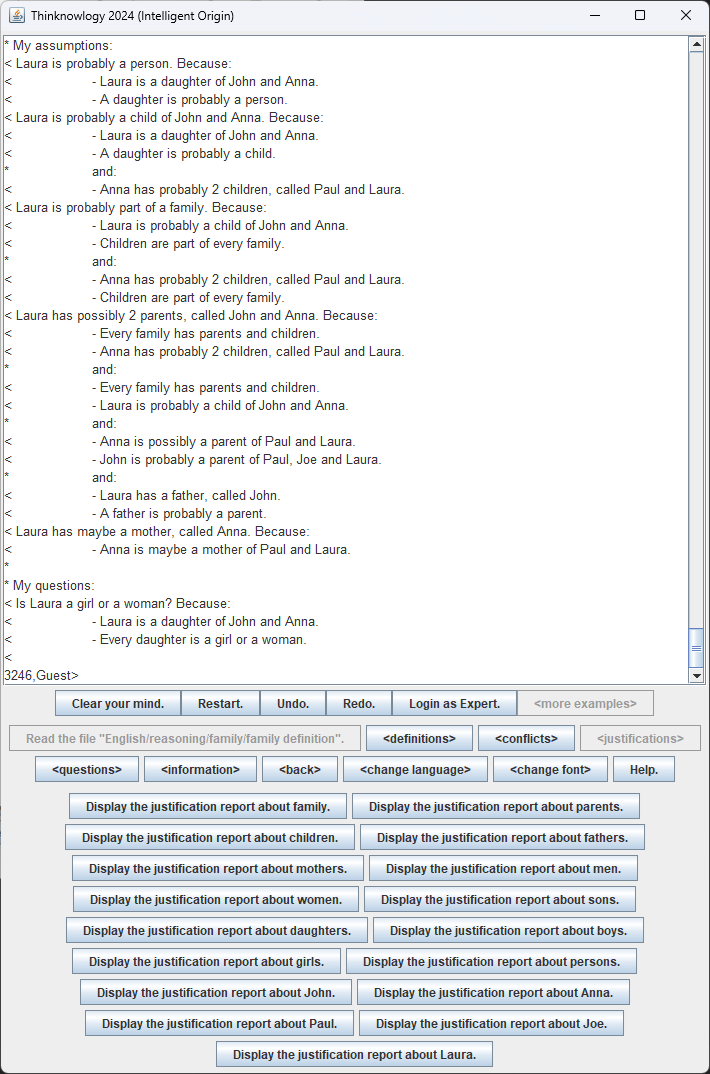 Thinknowlogy 2024 (Intelligent Origin)
* My assumptions:
< Laura is probably a person. Because:
< - Laura is a daughter of John and Anna.
< - A daughter is probably a person.
< Laura is probably a child of John and Anna. Because:
< - Laura is a daughter of John and Anna.
< - A daughter is probably a child.
* and:
< - Anna has probably 2 children, called Paul and Laura.
< Laura is probably part of a family. Because:
< - Laura is probably a child of John and Anna.
< - Children are part of every family.
* and:
< - Anna has probably 2 children, called Paul and Laura.
< - Children are part of every family.
< Laura has possibly 2 parents, called John and Anna. Because:
< - Every family has parents and children.
< - Anna has probably 2 children, called Paul and Laura.
* and:
< - Every family has parents and children.
< - Laura is probably a child of John and Anna.
* and:
< - Anna is possibly a parent of Paul and Laura.
< - John is probably a parent of Paul, Joe and Laura.
* and:
< - Laura has a father, called John.
< - A father is probably a parent.
< Laura has maybe a mother, called Anna. Because:
< - Anna is maybe a mother of Paul and Laura.
*
* My questions:
< Is Laura a girl or a woman? Because:
< - Laura is a daughter of John and Anna.
< - Every daughter is a girl or a woman.
<
3246,Guest>
Clear your mind. Restart. Undo. Redo. Login as Expert. <more examples>
Read the file "English/reasoning/family/family definition". <definitions> <conflicts> <justifications>
<questions> <information> <back> <change language> <change font> Help.
Display the justification report about family. Display the justification report about parents.
Display the justification report about children. Display the justification report about fathers.
Display the justification report about mothers. Display the justification report about men.
Display the justification report about women. Display the justification report about sons.
Display the justification report about daughters. Display the justification report about boys.
Display the justification report about girls. Display the justification report about persons.
Display the justification report about John. Display the justification report about Anna.
Display the justification report about Paul. Display the justification report about Joe.
Display the justification report about Laura.